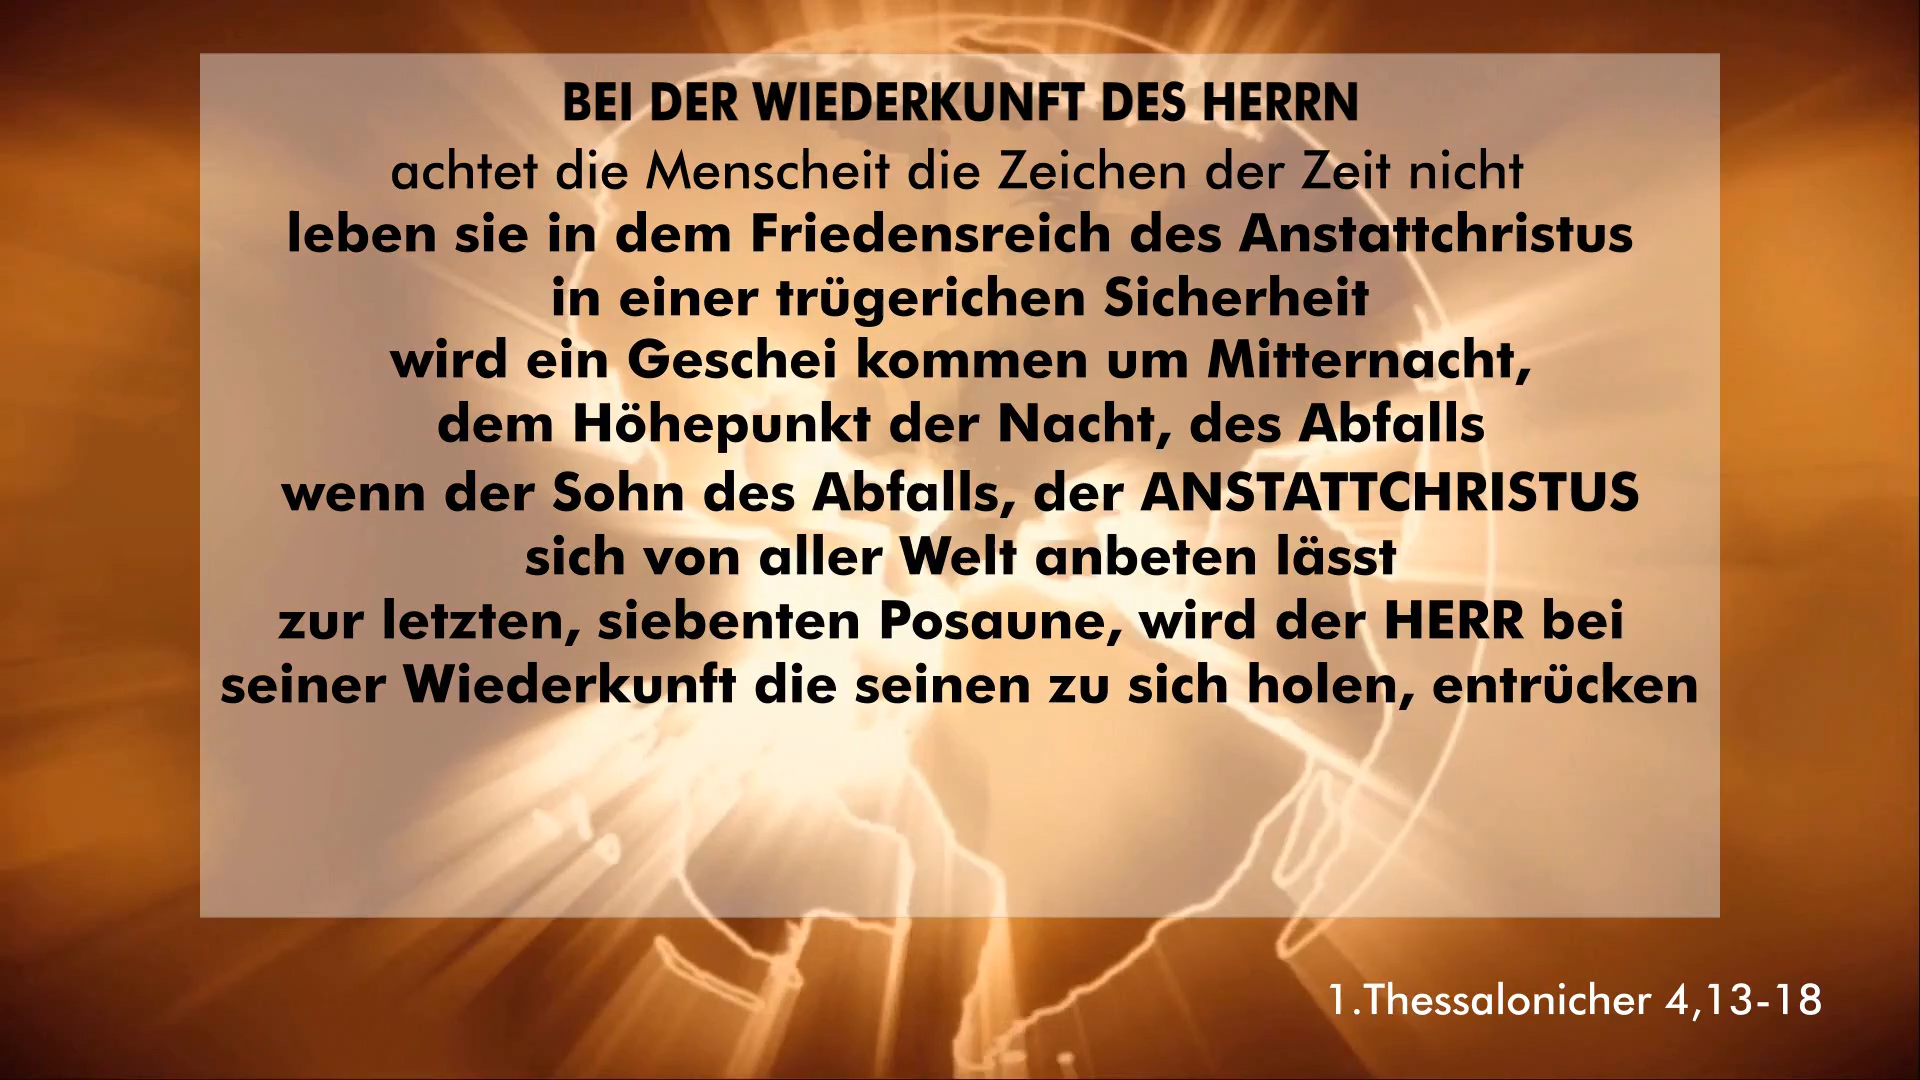 BEI DER WIEDERKUNFT DES HERRN
achtet die Menscheit die Zeichen der Zeit nicht
leben sie in dem Friedensreich des Anstattchristus
in einer trügerichen Sicherheit
wird ein Geschei kommen um Mitternacht,
dem Höhepunkt der Nacht, des Abfalls
wenn der Sohn des Abfalls, der ANSTATTCHRISTUS
sich von aller Welt anbeten lässt
zur letzten, siebenten Posaune, wird der HERR bei
seiner Wiederkunft die seinen zu sich holen, entrücken
1.Thessalonicher 4,13-18